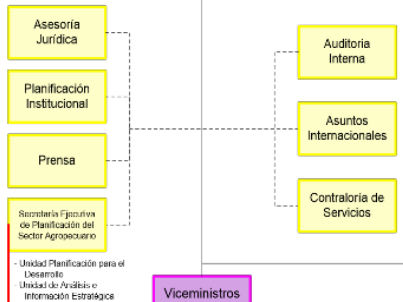 Asesoría
Jurídica
Planificación
Institucional
Prensa
Secretaría Ejecutiva
de Planificación del
Sector Agropecuario
- Unidad Planificación para el
Desarrollo
- Unidad de Análisis e
Información Estratégica
Auditoria
Interna
Asuntos
Internacionales
Contraloría de
Servicios
Viceministros